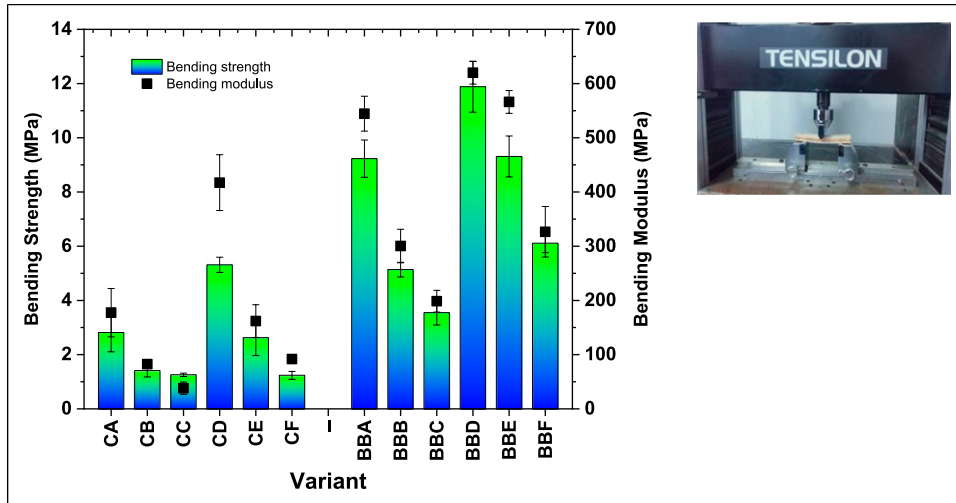 14
12
10
8
6
4
2
0
Bending Strength (MPa)
Bending strength
Bending modulus
700
600
500
400
300
200
100
0
Bending Modulus (MPa)
CA
CB
CC
CD
CE
CF
–
BBA
BBB
BBC
BBD
BBE
BBF
Variant
TENSILON